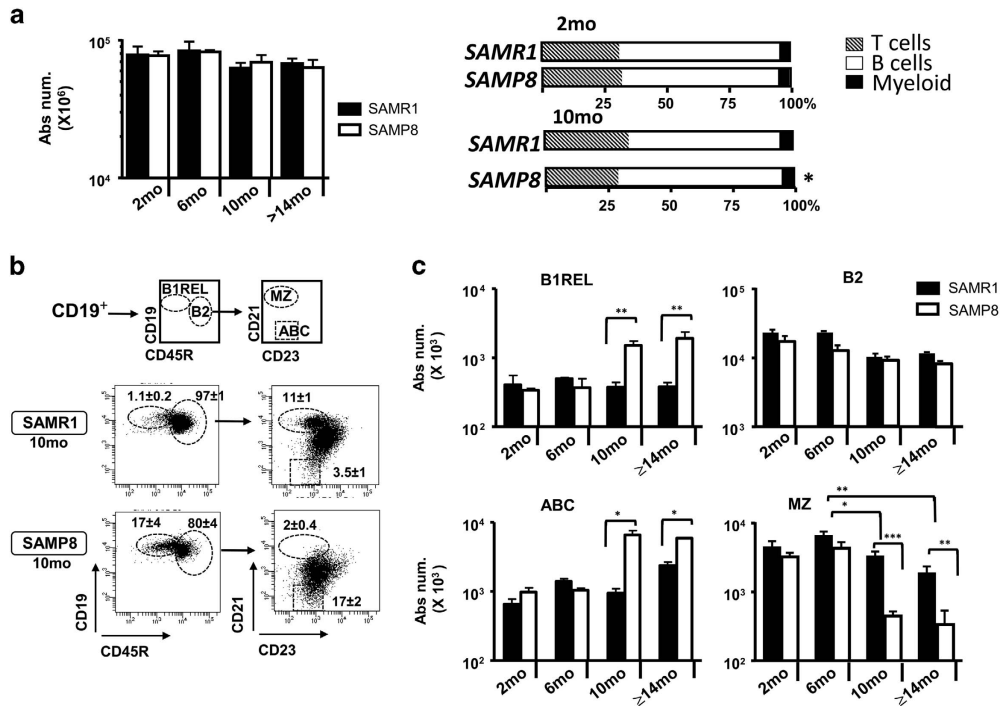 a
Abs num.
(X10⁶)
10⁵
10⁴
2mo
6mo
10mo
>14mo
SAMR1
SAMP8
2mo
SAMR1
SAMP8
25
50
75
100%
10mo
SAMR1
SAMP8
*
25
50
75
100%
T cells
B cells
Myeloid
b
CD19⁺
B1REL
B2
CD19
CD45R
MZ
ABC
CD21
CD23
SAMR1
10mo
1.1±0.2
97±1
11±1
3.5±1
SAMP8
10mo
17±4
80±4
2±0.4
17±2
CD19
CD45R
CD21
CD23
c
B1REL
Abs num.
(X 10³)
10⁴
10³
10²
**
**
2mo
6mo
10mo
≥14mo
B2
10⁵
10⁴
10³
2mo
6mo
10mo
≥14mo
SAMR1
SAMP8
ABC
Abs num.
(X 10³)
10⁴
10³
10²
*
*
2mo
6mo
10mo
≥14mo
MZ
10⁵
10⁴
10³
10²
**
*
***
**
2mo
6mo
10mo
≥14mo